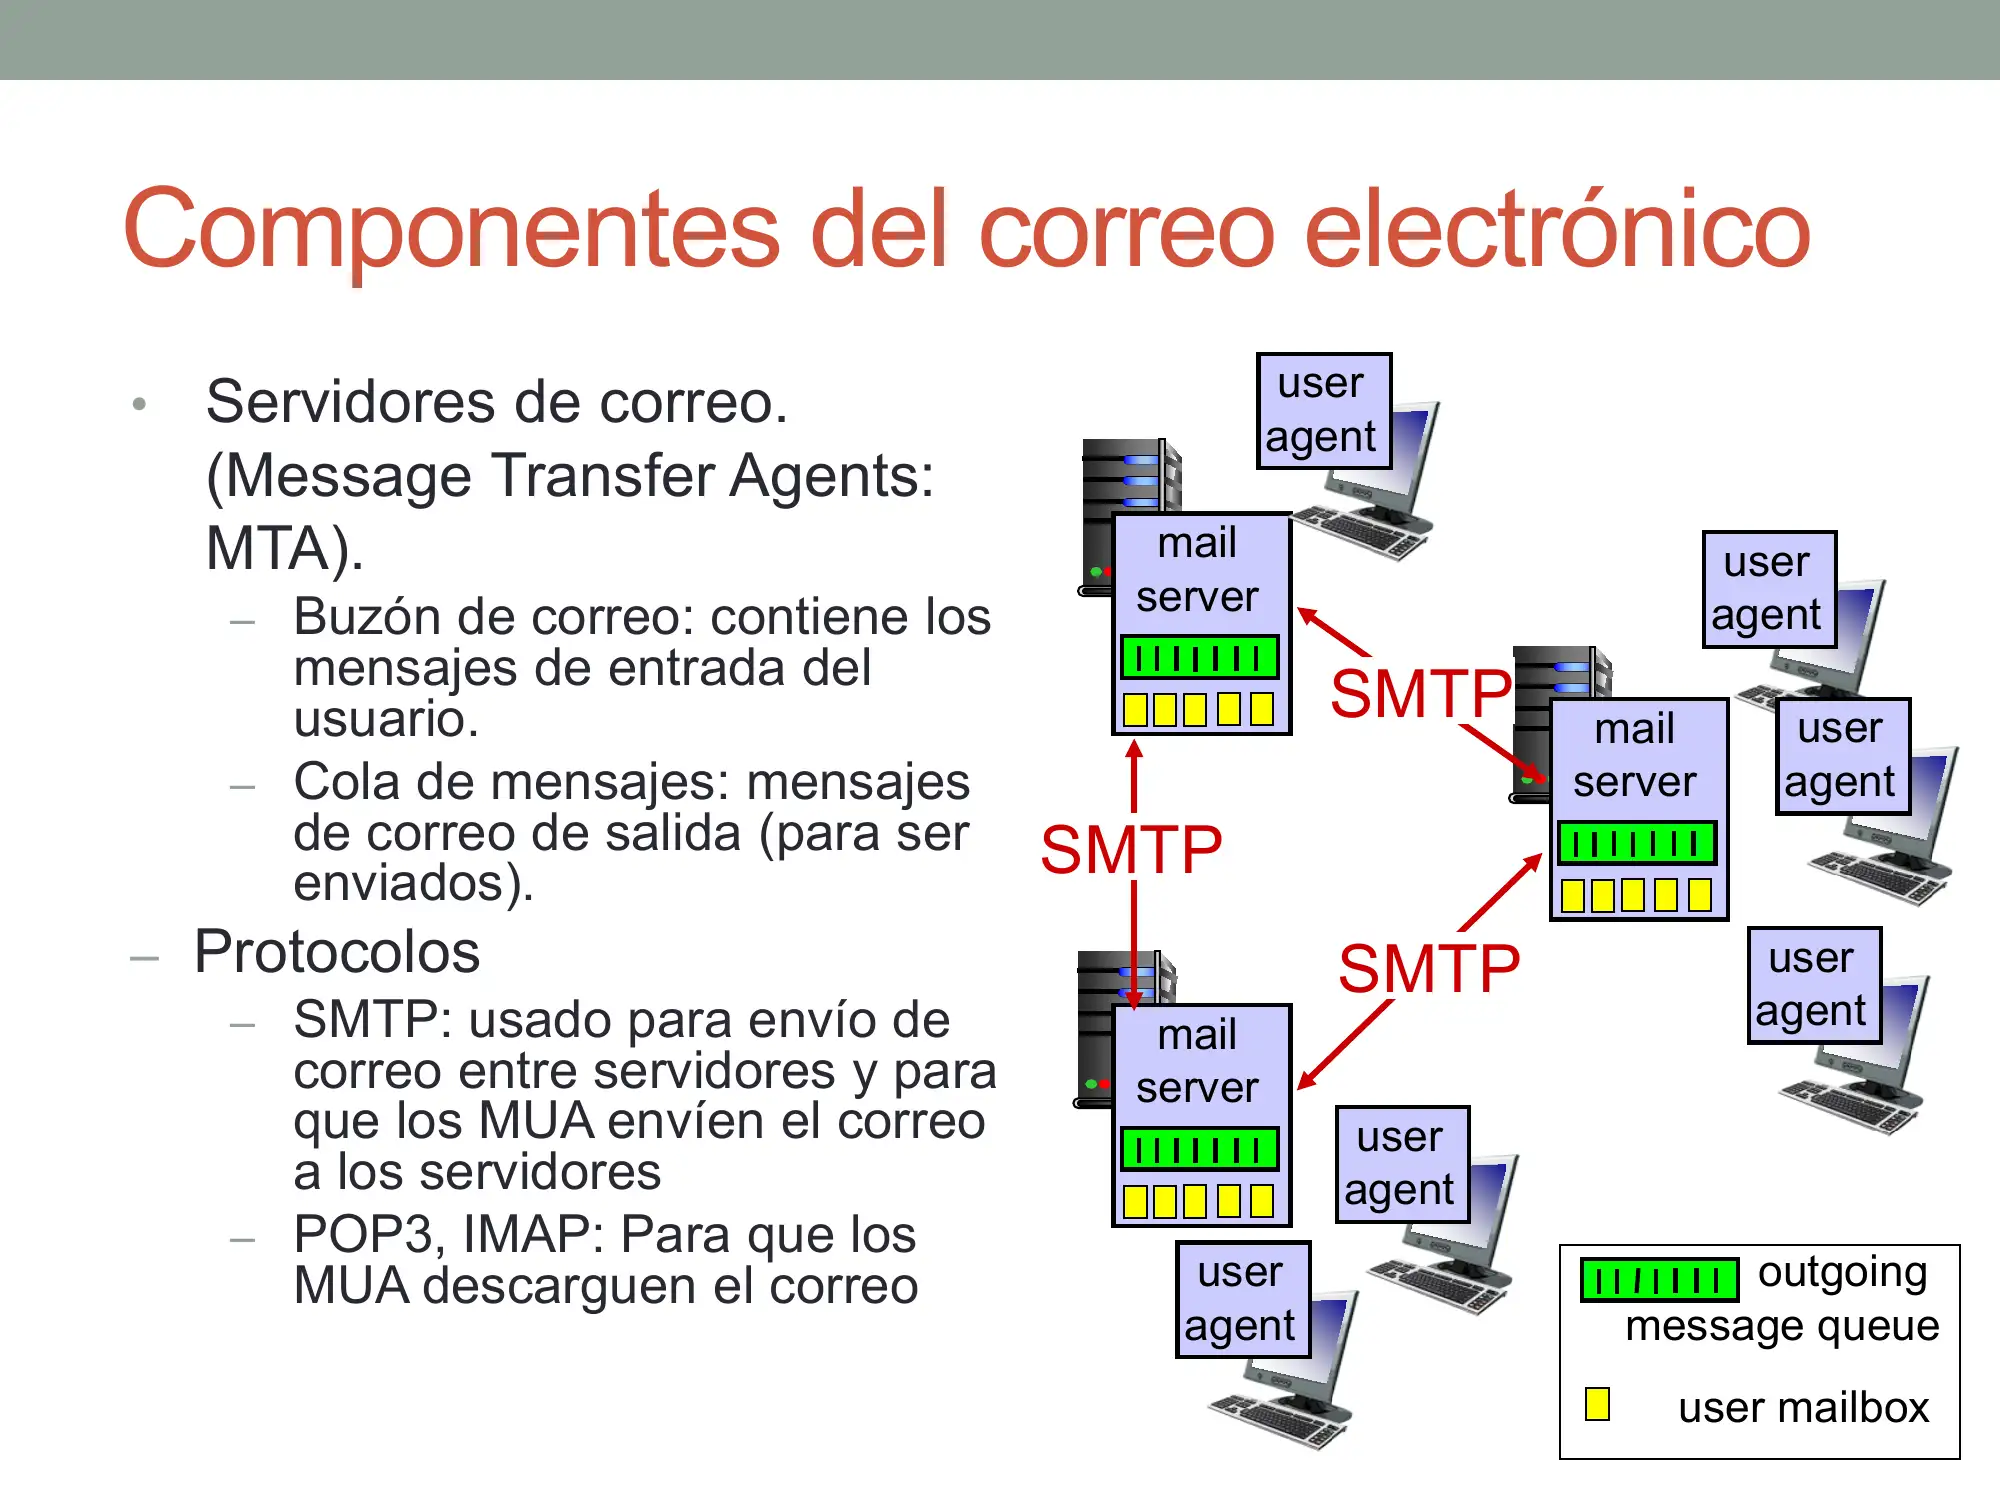 Componentes del correo electrónico
• Servidores de correo.
(Message Transfer Agents:
MTA).
– Buzón de correo: contiene los
mensajes de entrada del
usuario.
– Cola de mensajes: mensajes
de correo de salida (para ser
enviados).
– Protocolos
– SMTP: usado para envío de
correo entre servidores y para
que los MUA envíen el correo
a los servidores
– POP3, IMAP: Para que los
MUA descarguen el correo
user
agent
mail
server
SMTP
user
agent
mail
server
user
agent
SMTP
SMTP
user
agent
mail
server
user
agent
user
agent
outgoing
message queue
user mailbox